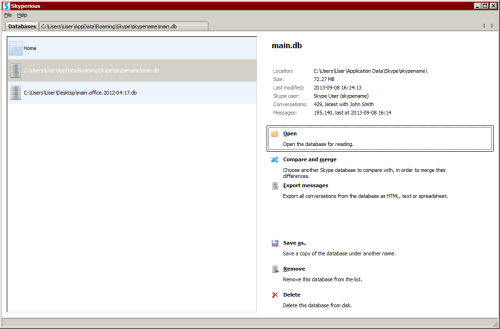 Skyperious
File Help
Databases C:\Users\User\AppData\Roaming\Skype\skypename\main.db
Home
C:\Users\User\AppData\Roaming\Skype\skypename\main.db
C:\Users\User\Desktop\main.office.2012-04-17.db
main.db
Location: C:\Users\User\Application Data\Skype\skypename\
Size: 72.27 MB
Last modified: 2013-09-08 16:14:13
Skype user: Skype User (skypename)
Conversations: 429, latest with John Smith
Messages: 195,140, last at 2013-09-08 16:14
Open
Open the database for reading.
Compare and merge
Choose another Skype database to compare with, in order to merge their
differences.
Export messages
Export all conversations from the database as HTML, text or spreadsheet.
Save as..
Save a copy of the database under another name.
Remove
Remove this database from the list.
Delete
Delete this database from disk.